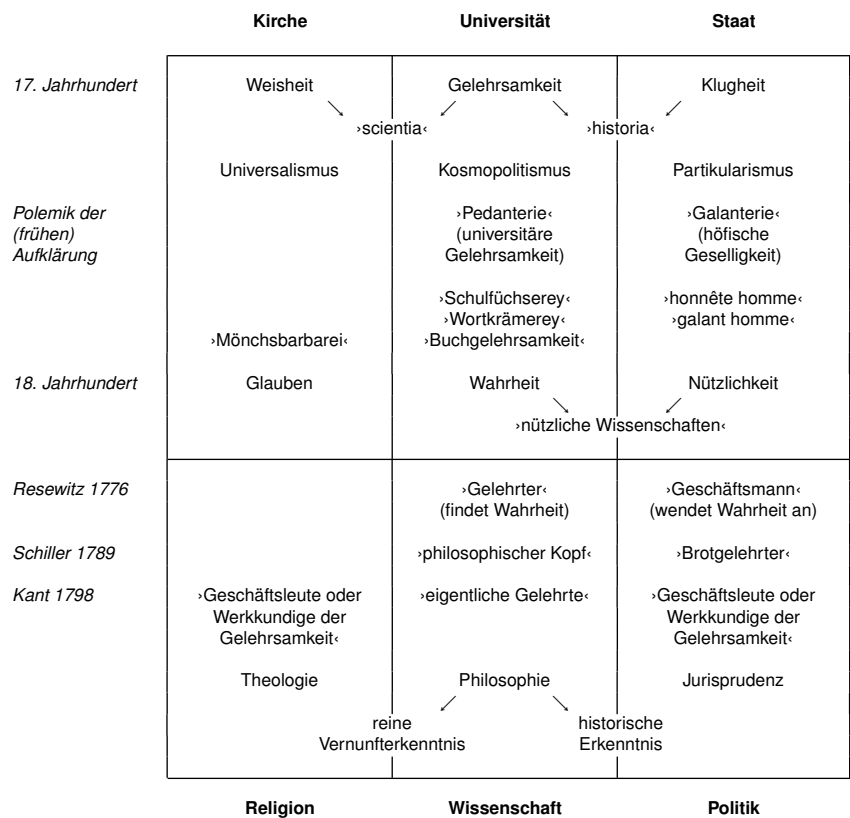 Kirche Universität Staat
17. Jahrhundert Weisheit Gelehrsamkeit Klugheit
›scientia‹ ›historia‹
Universalismus Kosmopolitismus Partikularismus
Polemik der ›Pedanterie‹ ›Galanterie‹
(frühen) (universitäre (höfische
Aufklärung Gelehrsamkeit) Geselligkeit)
›Schulfüchserey‹ ›honnête homme‹
›Wortkrämerey‹ ›galant homme‹
›Mönchsbarbarei‹ ›Buchgelehrsamkeit‹
18. Jahrhundert Glauben Wahrheit Nützlichkeit
›nützliche Wissenschaften‹
Resewitz 1776 ›Gelehrter‹ ›Geschäftsmann‹
(findet Wahrheit) (wendet Wahrheit an)
Schiller 1789 ›philosophischer Kopf‹ ›Brotgelehrter‹
Kant 1798 ›Geschäftsleute oder ›eigentliche Gelehrte‹ ›Geschäftsleute oder
Werkkundige der Werkkundige der
Gelehrsamkeit‹ Gelehrsamkeit‹
Theologie Philosophie Jurisprudenz
reine historische
Vernunfterkenntnis Erkenntnis
Religion Wissenschaft Politik